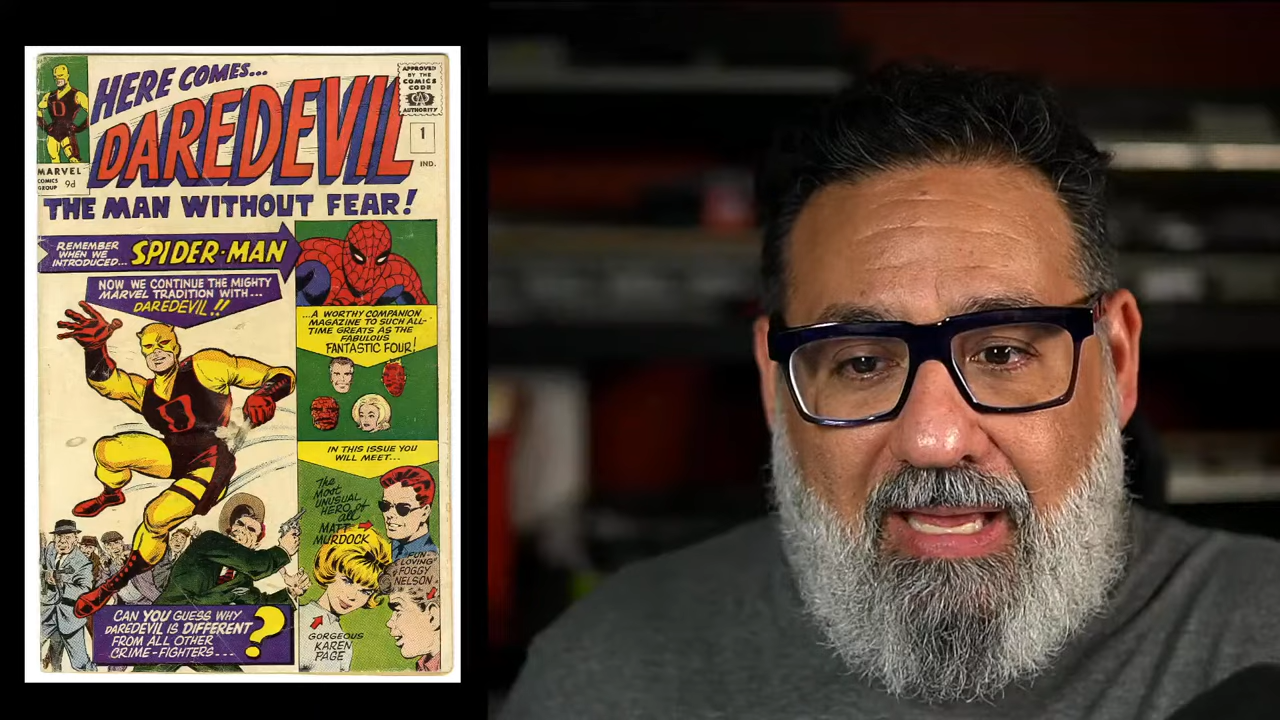 HERE COMES...
DAREDEVIL
APPROVED
BY THE
COMICS
CODE
CA
AUTHORITY
1
IND.
MARVEL
COMICS
GROUP
9d
THE MAN WITHOUT FEAR!
REMEMBER
WHEN WE
INTRODUCED...
SPIDER-MAN
NOW WE CONTINUE THE MIGHTY
MARVEL TRADITION WITH...
DAREDEVIL!!
...A WORTHY COMPANION
MAGAZINE TO SUCH ALL-
TIME GREATS AS THE
FABULOUS
FANTASTIC FOUR!
D
IN THIS ISSUE YOU
WILL MEET...
The
Most
UNUSUAL
HERO of
all
MATT
MURDOCK
"FUN-
LOVING"
FOGGY
NELSON
GORGEOUS
KAREN
PAGE
CAN YOU GUESS WHY
DAREDEVIL IS DIFFERENT
FROM ALL OTHER
CRIME-FIGHTERS...
?